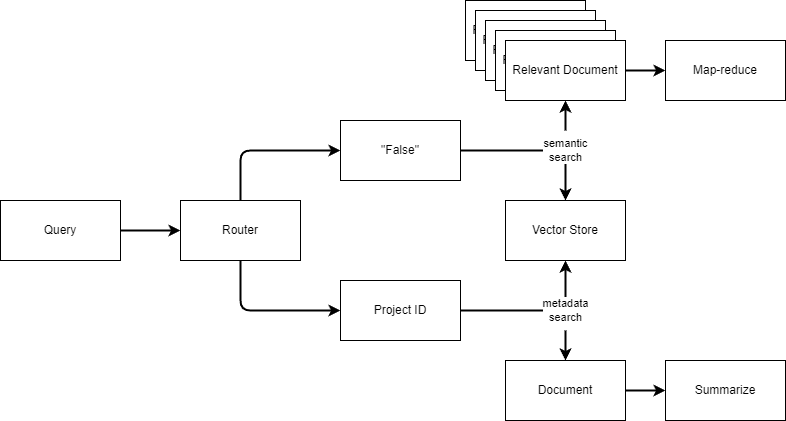 Relevant Document
Map-reduce
"False"
semantic
search
Query
Router
Vector Store
Project ID
metadata
search
Document
Summarize